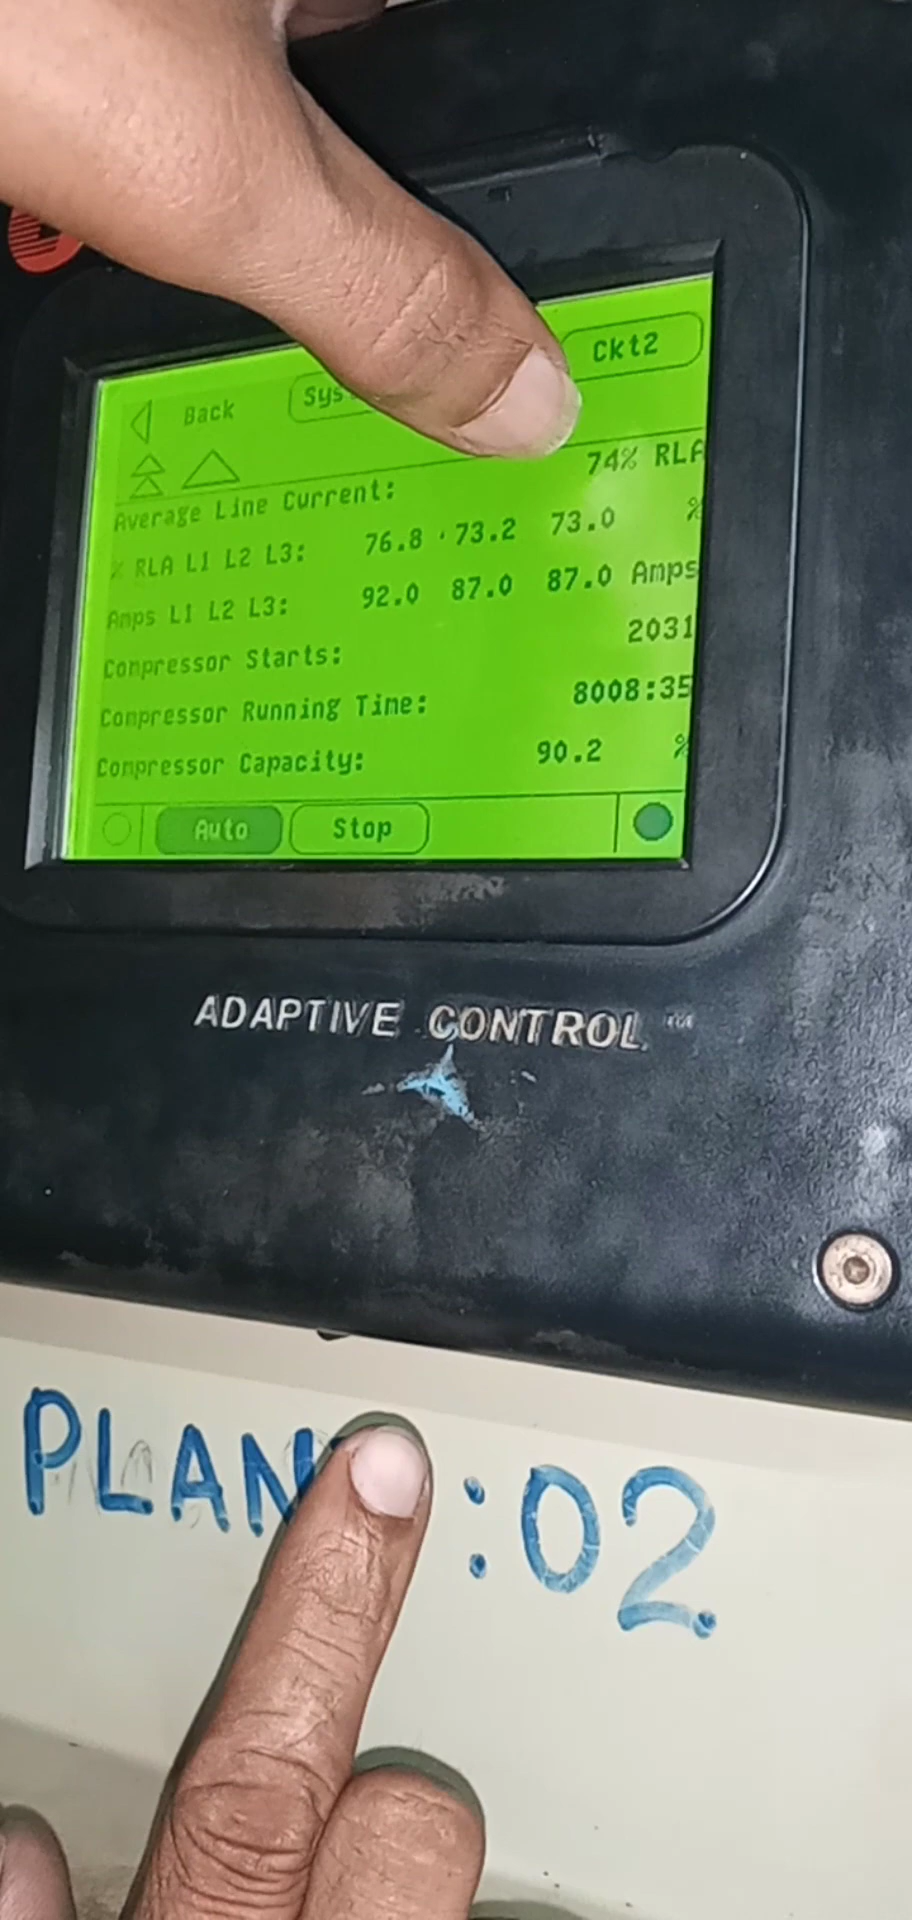 Back Sys Ckt2
Average Line Current: 74% RLA
% RLA L1 L2 L3: 76.8 73.2 73.0 %
Amps L1 L2 L3: 92.0 87.0 87.0 Amps
Compressor Starts: 2031
Compressor Running Time: 8008:35
Compressor Capacity: 90.2 %
Auto Stop
ADAPTIVE CONTROL ™
PLAN :02